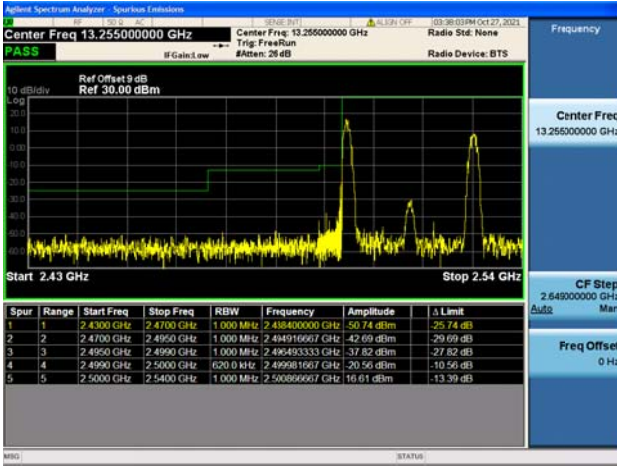 Agilent Spectrum Analyzer - Spurious Emissions
RF 50 Ω AC SENSE:INT ALIGN OFF 03:38:03 PM Oct 27, 2021
Center Freq 13.255000000 GHz
Center Freq: 13.255000000 GHz
Radio Std: None
Trig: FreeRun
PASS
IFGain:Low
#Atten: 26 dB
Radio Device: BTS
Frequency
Ref Offset 9 dB
10 dB/div Ref 30.00 dBm
Log
20.0
10.0
0.00
Start 2.43 GHz
Stop 2.54 GHz
Center Freq
13.255000000 GHz
CF Step
2.649000000 GHz
Auto Man
Freq Offset
0 Hz
Spur Range Start Freq Stop Freq RBW Frequency Amplitude Δ Limit
1 1 2.4300 GHz 2.4700 GHz 1.000 MHz 2.438400000 GHz -50.74 dBm -25.74 dB
2 2 2.4700 GHz 2.4950 GHz 1.000 MHz 2.494916667 GHz -42.69 dBm -29.69 dB
3 3 2.4950 GHz 2.4990 GHz 1.000 MHz 2.496493333 GHz -37.82 dBm -27.82 dB
4 4 2.4990 GHz 2.5000 GHz 620.0 kHz 2.499981667 GHz -20.56 dBm -10.56 dB
5 5 2.5000 GHz 2.5400 GHz 1.000 MHz 2.500866667 GHz 16.61 dBm -13.39 dB
MSG
STATUS